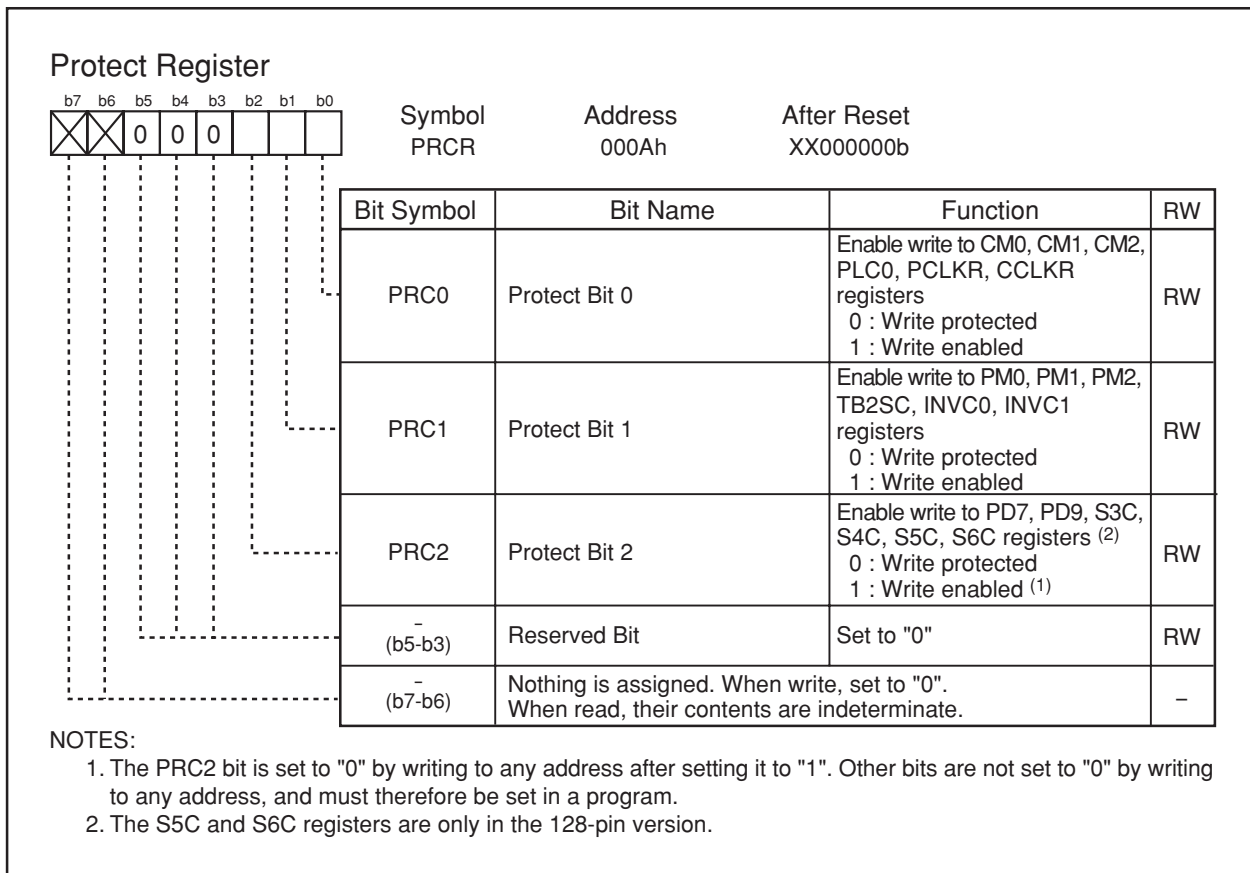 Protect Register
b7 b6 b5 b4 b3 b2 b1 b0
0 0 0
Symbol Address After Reset
PRCR 000Ah XX000000b
Bit Symbol Bit Name Function RW
PRC0 Protect Bit 0 Enable write to CM0, CM1, CM2,
PLC0, PCLKR, CCLKR
registers
0 : Write protected
1 : Write enabled
RW
PRC1 Protect Bit 1 Enable write to PM0, PM1, PM2,
TB2SC, INVC0, INVC1
registers
0 : Write protected
1 : Write enabled
RW
PRC2 Protect Bit 2 Enable write to PD7, PD9, S3C,
S4C, S5C, S6C registers (2)
0 : Write protected
1 : Write enabled (1)
RW
–
(b5-b3) Reserved Bit Set to "0" RW
–
(b7-b6) Nothing is assigned. When write, set to "0".
When read, their contents are indeterminate.
–
NOTES:
1. The PRC2 bit is set to "0" by writing to any address after setting it to "1". Other bits are not set to "0" by writing
to any address, and must therefore be set in a program.
2. The S5C and S6C registers are only in the 128-pin version.